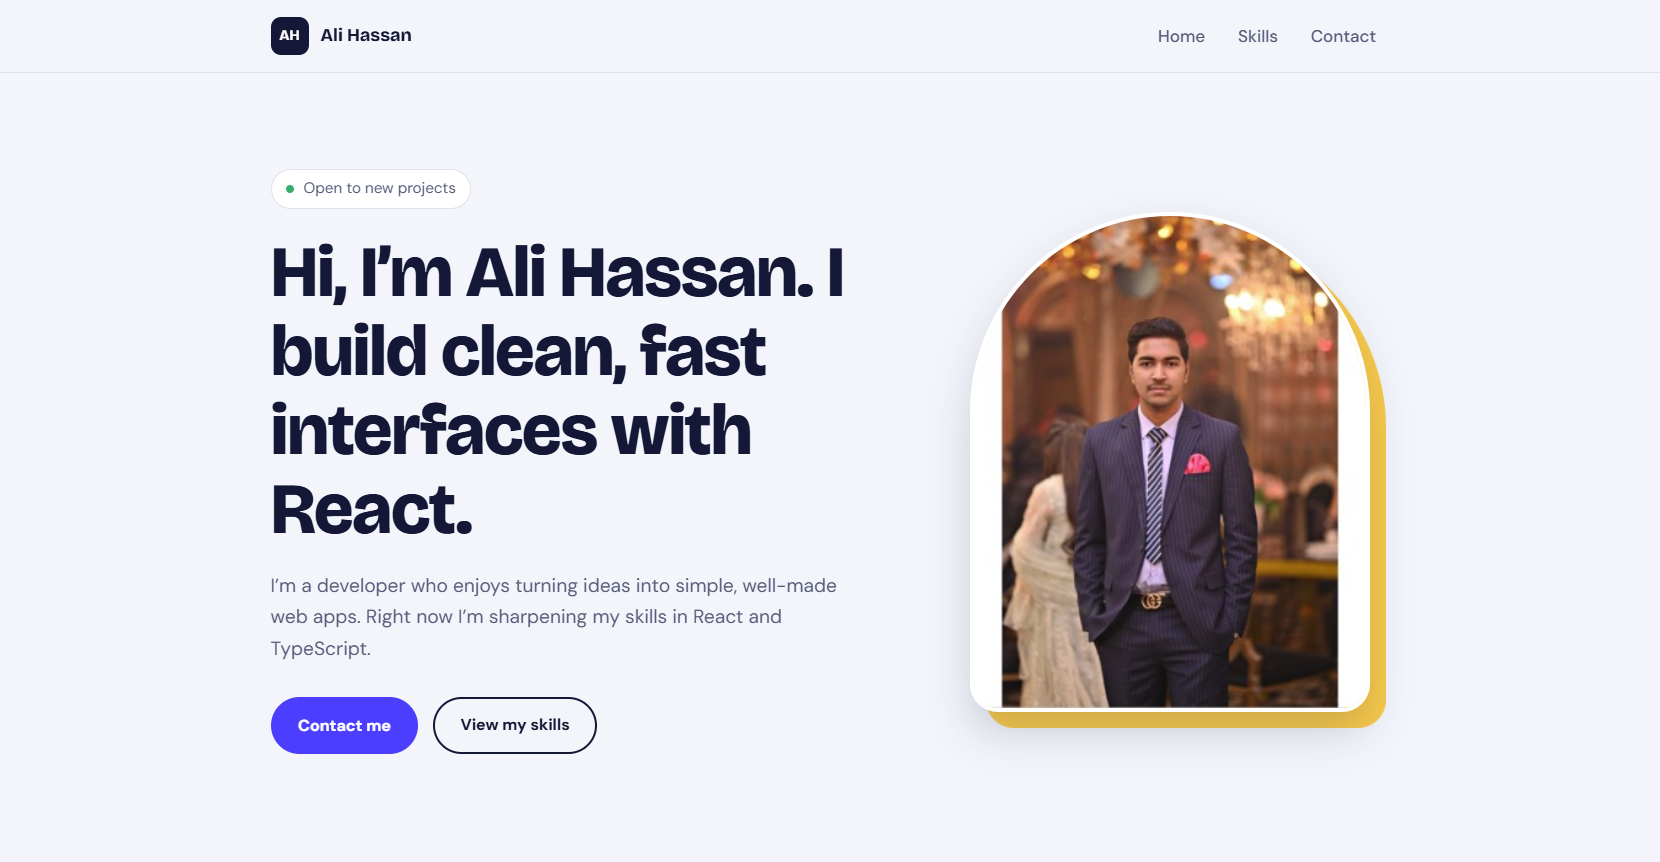 AH Ali Hassan
Home Skills Contact
Open to new projects
Hi, I’m Ali Hassan. I
build clean, fast
interfaces with
React.
I’m a developer who enjoys turning ideas into simple, well-made
web apps. Right now I’m sharpening my skills in React and
TypeScript.
Contact me
View my skills